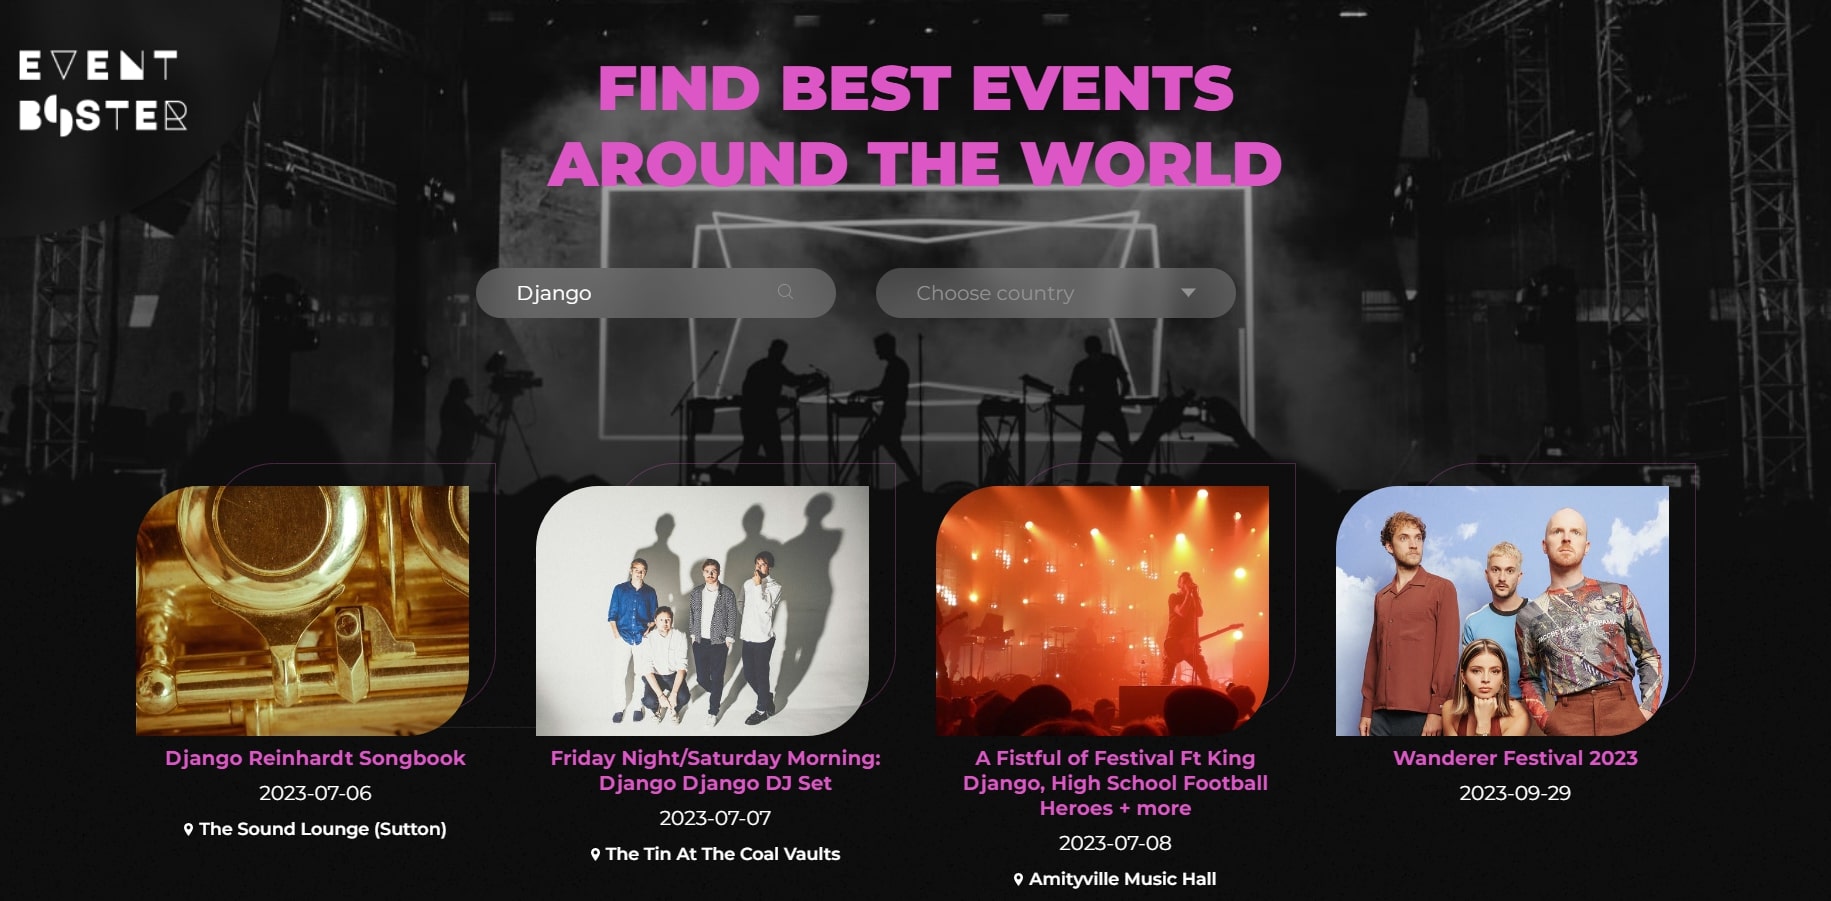 EVENT
BOOSTER
FIND BEST EVENTS
AROUND THE WORLD
Django
Choose country
Django Reinhardt Songbook
2023-07-06
The Sound Lounge (Sutton)
Friday Night/Saturday Morning:
Django Django DJ Set
2023-07-07
The Tin At The Coal Vaults
A Fistful of Festival Ft King
Django, High School Football
Heroes + more
2023-07-08
Amityville Music Hall
Wanderer Festival 2023
2023-09-29